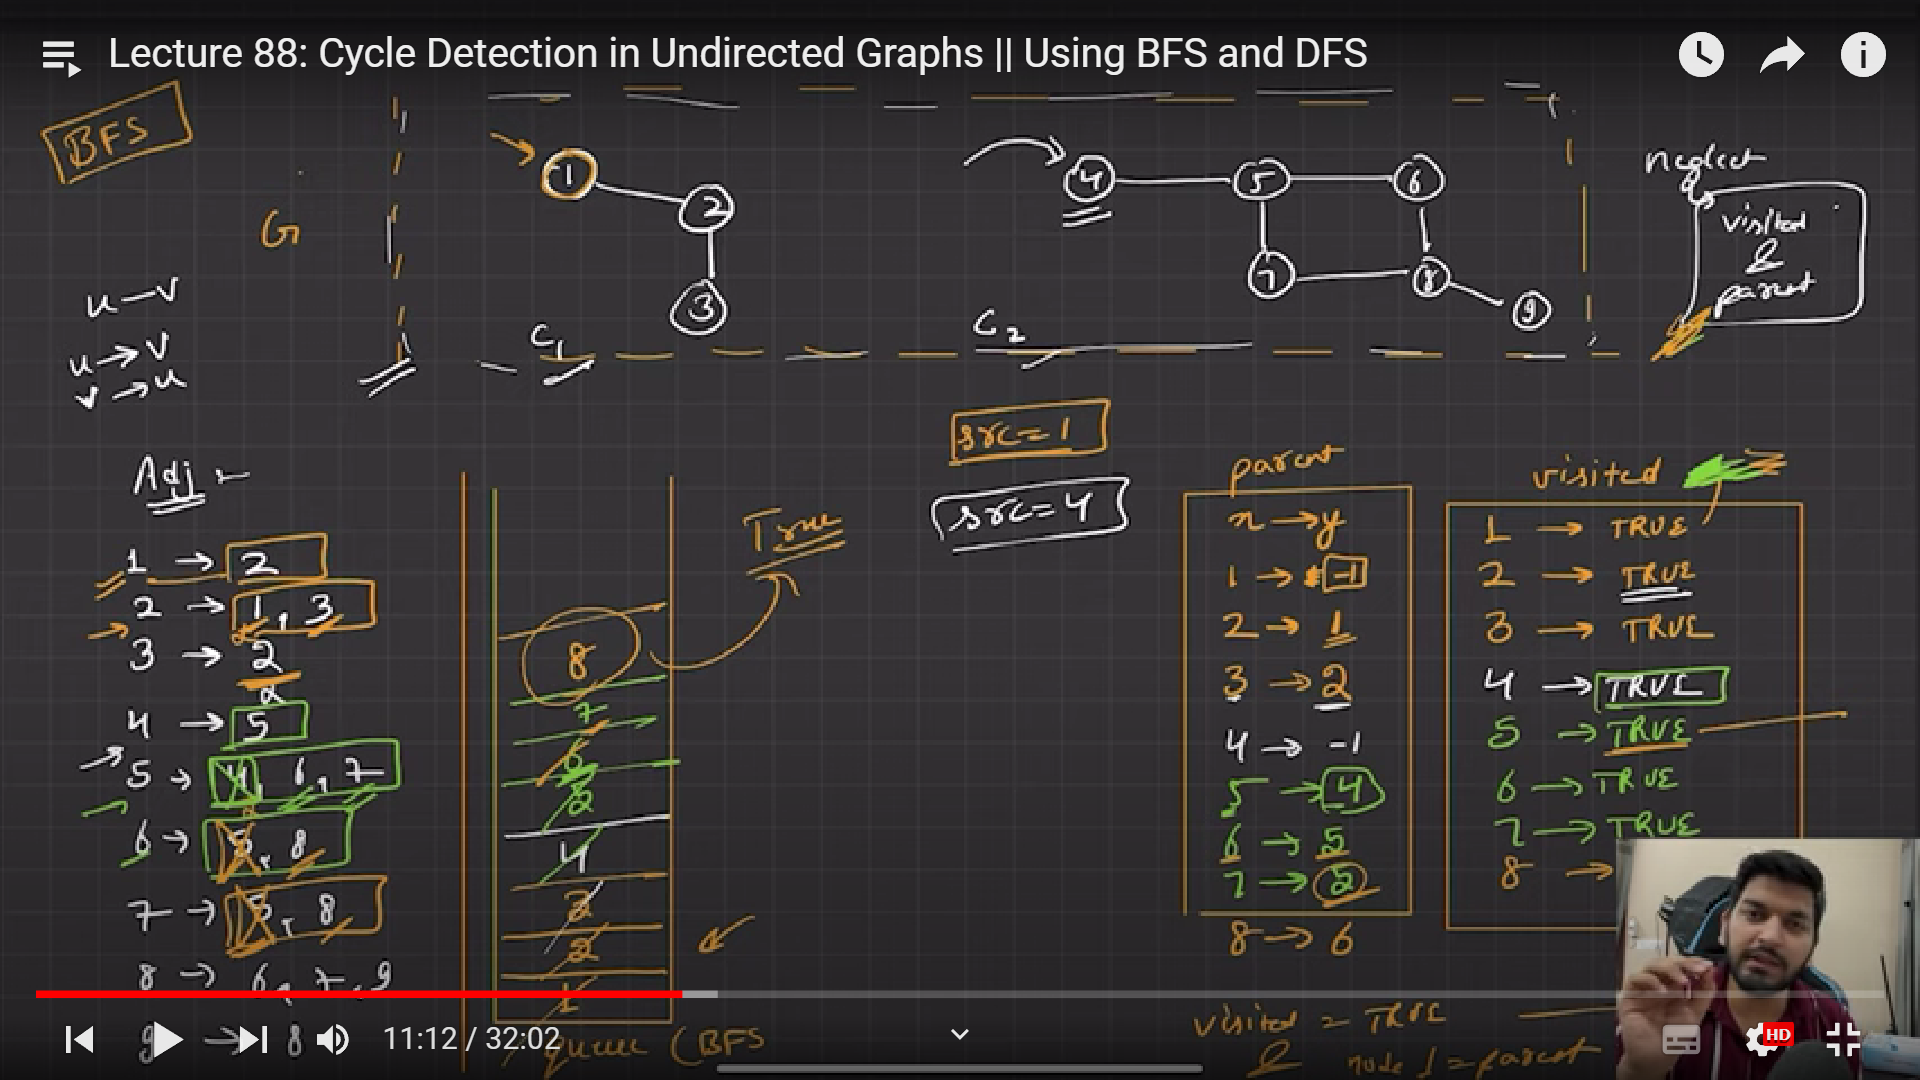 Lecture 88: Cycle Detection in Undirected Graphs || Using BFS and DFS
BFS
G
1
2
3
C1
4
5
6
7
8
9
C2
neglect
visited
&
parent
u—v
u→v
v→u
src=1
src=4
Adj:-
1 → 2
2 → 1, 3
3 → 2
4 → 5
5 → 4, 6, 7
6 → 5, 8
7 → 5, 8
8 → 6, 7, 9
9 → 8
True
8
7
6
5
4
3
2
1
queue (BFS
parent
x → y
1 → -1
2 → 1
3 → 2
4 → -1
5 → 4
6 → 5
7 → 5
8 → 6
visited
1 → TRUE
2 → TRUE
3 → TRUE
4 → TRUE
5 → TRUE
6 → TRUE
7 → TRUE
8 →
visited = TRUE
& node != parent
11:12 / 32:02
HD